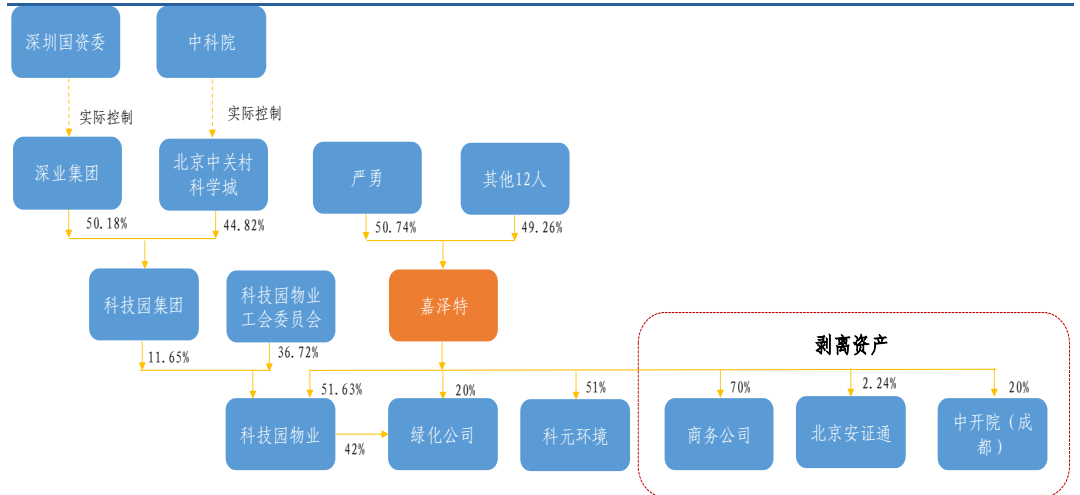 深圳国资委
中科院
实际控制
实际控制
深业集团
北京中关村
科学城
严勇
其他12人
50.18%
44.82%
50.74%
49.26%
科技园集团
科技园物业
工会委员会
嘉泽特
剥离资产
11.65%
36.72%
51.63%
20%
51%
70%
2.24%
20%
科技园物业
42%
绿化公司
科元环境
商务公司
北京安证通
中开院（成
都）